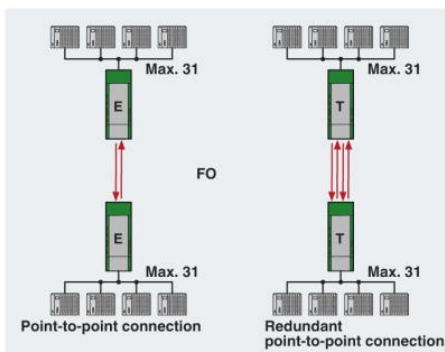 Max. 31
Max. 31
E
T
FO
E
T
Max. 31
Max. 31
Point-to-point connection
Redundant
point-to-point connection